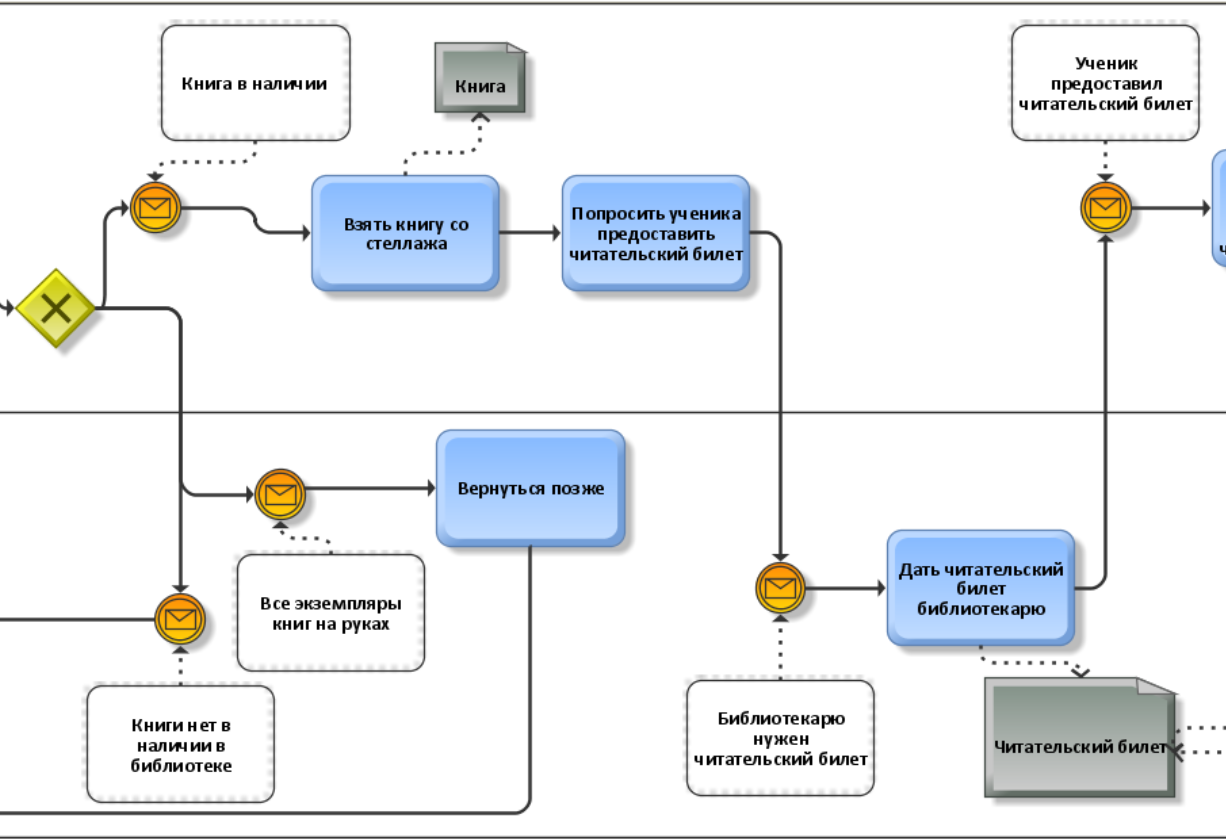 Книга в наличии
Книга
Ученик
предоставил
читательский билет
Взять книгу со
стеллажа
Попросить ученика
предоставить
читательский билет
Вернуться позже
Все экземпляры
книг на руках
Книги нет в
наличии в
библиотеке
Дать читательский
билет
библиотекарю
Библиотекарю
нужен
читательский билет
Читательский билет